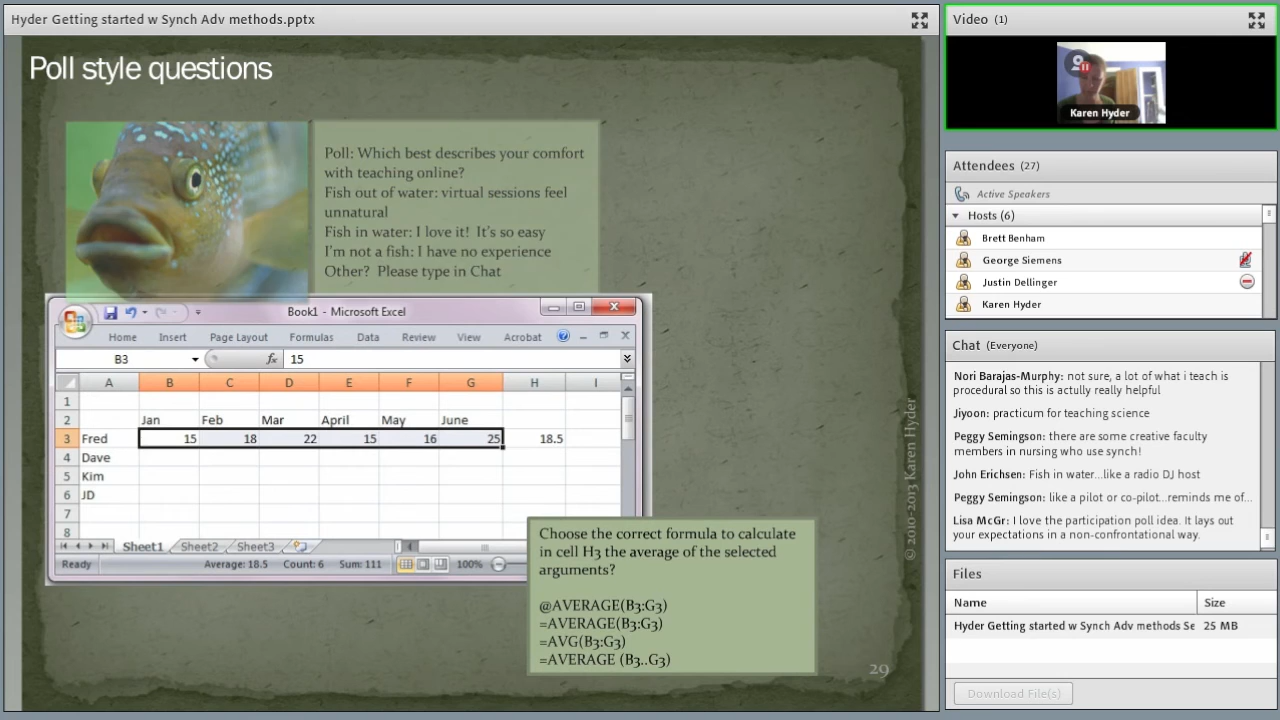 Hyder Getting started w Synch Adv methods.pptx
Poll style questions
Poll: Which best describes your comfort
with teaching online?
Fish out of water: virtual sessions feel
unnatural
Fish in water: I love it!  It's so easy
I'm not a fish: I have no experience
Other?  Please type in Chat
Book1 - Microsoft Excel
Home Insert Page Layout Formulas Data Review View Acrobat
B3 fx 15
A B C D E F G H I
1
2 Jan Feb Mar April May June
3 Fred 15 18 22 15 16 25 18.5
4 Dave
5 Kim
6 JD
7
8
Sheet1 Sheet2 Sheet3
Ready Average: 18.5 Count: 6 Sum: 111 100%
Choose the correct formula to calculate
in cell H3 the average of the selected
arguments?
@AVERAGE(B3:G3)
=AVERAGE(B3:G3)
=AVG(B3:G3)
=AVERAGE (B3..G3)
© 2010-2013 Karen Hyder
29
Video (1)
Karen Hyder
Attendees (27)
Active Speakers
Hosts (6)
Brett Benham
George Siemens
Justin Dellinger
Karen Hyder
Chat (Everyone)
Nori Barajas-Murphy: not sure, a lot of what i teach is
procedural so this is actully really helpful
Jiyoon: practicum for teaching science
Peggy Semingson: there are some creative faculty
members in nursing who use synch!
John Erichsen: Fish in water...like a radio DJ host
Peggy Semingson: like a pilot or co-pilot...reminds me of...
Lisa McGr: I love the participation poll idea. It lays out
your expectations in a non-confrontational way.
Files
Name Size
Hyder Getting started w Synch Adv methods Se 25 MB
Download File(s)